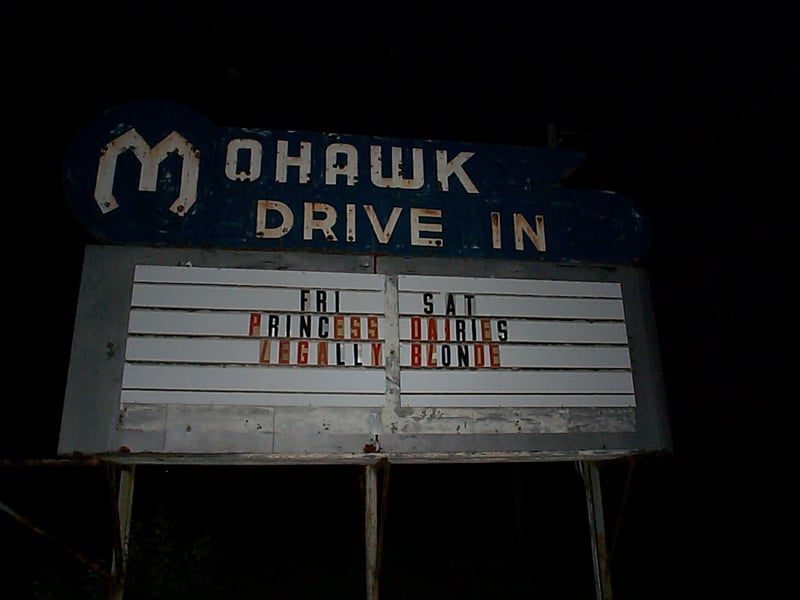 MOHAWK
DRIVE IN
FRI SAT
PRINCESS DAIRIES
LEGALLY BLONDE